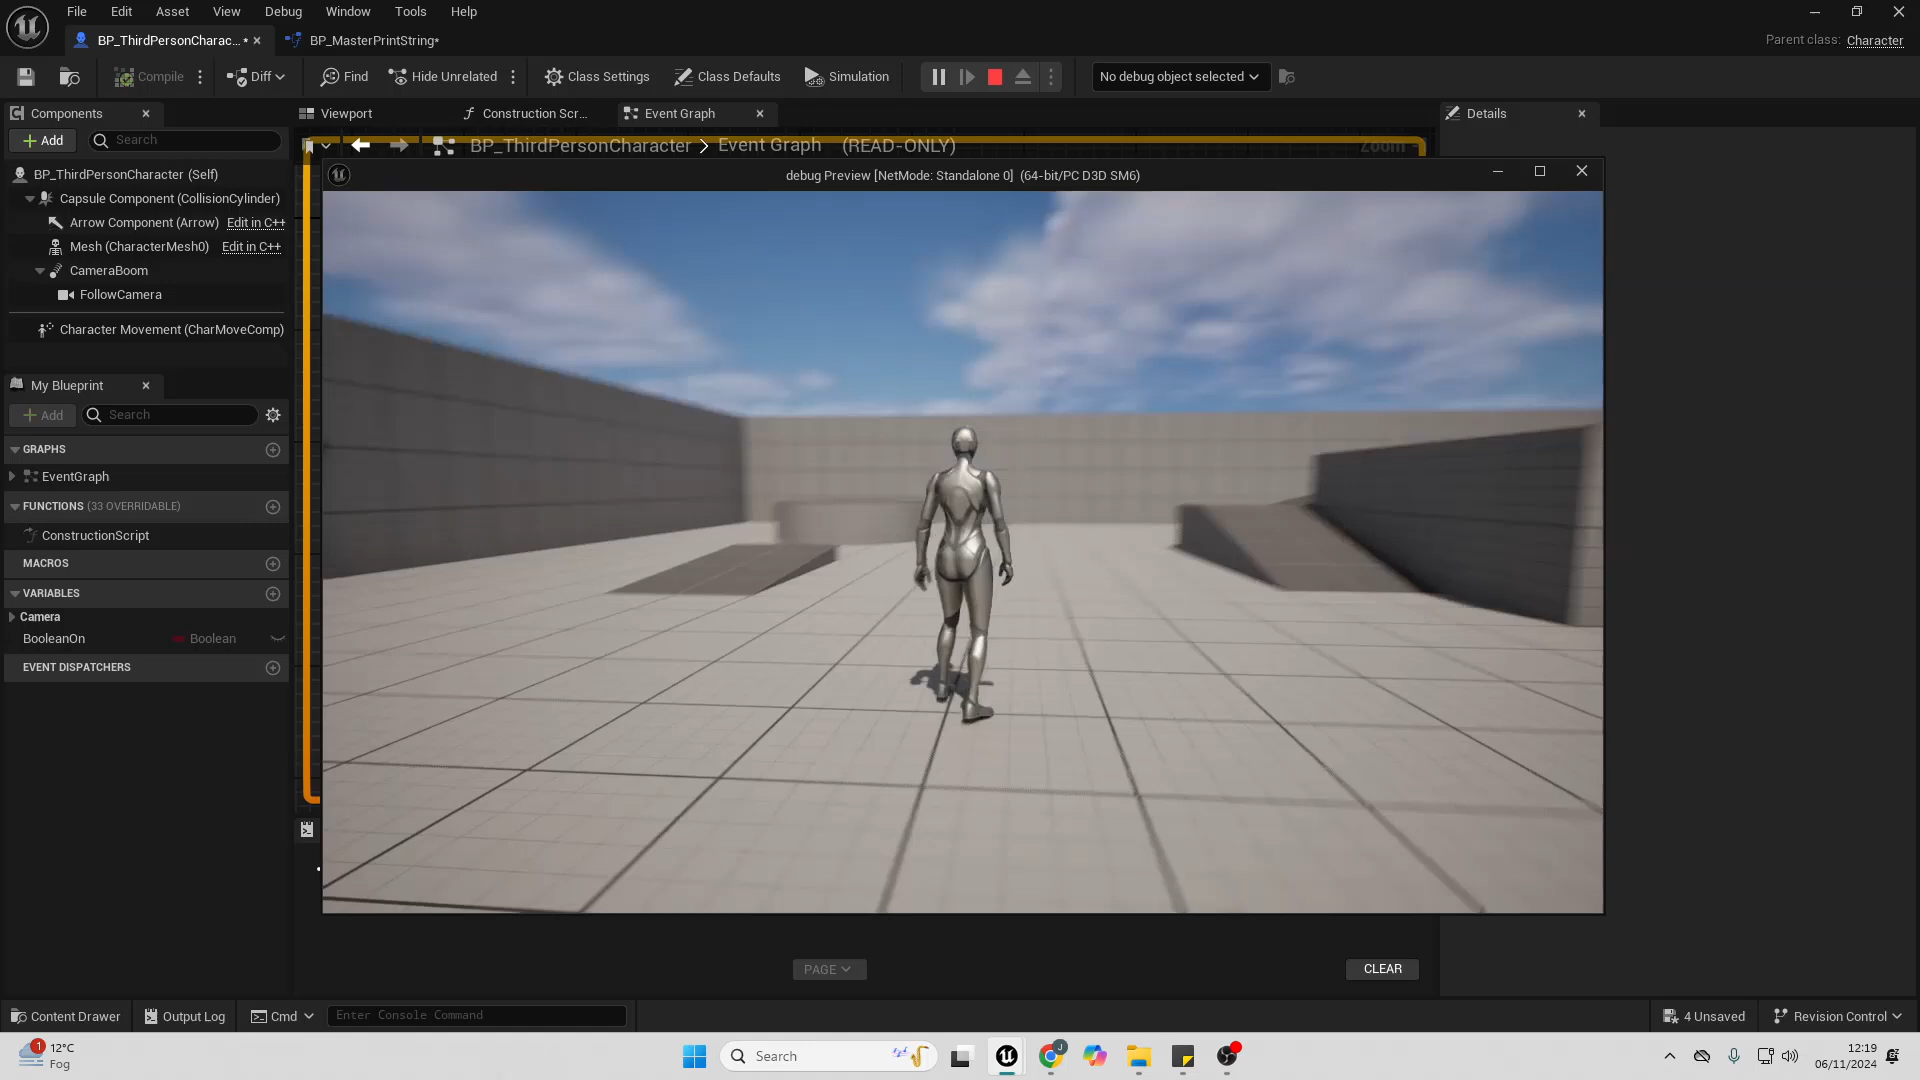 File Edit Asset View Debug Window Tools Help
BP_ThirdPersonCharac... *
BP_MasterPrintString*
Parent class: Character
Compile
Diff
Find
Hide Unrelated
Class Settings
Class Defaults
Simulation
No debug object selected
Components
Viewport
Construction Scr...
Event Graph
Details
Add
Search
BP_ThirdPersonCharacter > Event Graph (READ-ONLY)
Zoom
debug Preview [NetMode: Standalone 0] (64-bit/PC D3D SM6)
BP_ThirdPersonCharacter (Self)
Capsule Component (CollisionCylinder)
Arrow Component (Arrow) Edit in C++
Mesh (CharacterMesh0) Edit in C++
CameraBoom
FollowCamera
Character Movement (CharMoveComp)
My Blueprint
Add
Search
GRAPHS
EventGraph
FUNCTIONS (33 OVERRIDABLE)
ConstructionScript
MACROS
VARIABLES
Camera
BooleanOn Boolean
EVENT DISPATCHERS
PAGE
CLEAR
Content Drawer
Output Log
Cmd
Enter Console Command
4 Unsaved
Revision Control
1
12°C
Fog
Search
J
12:19
06/11/2024